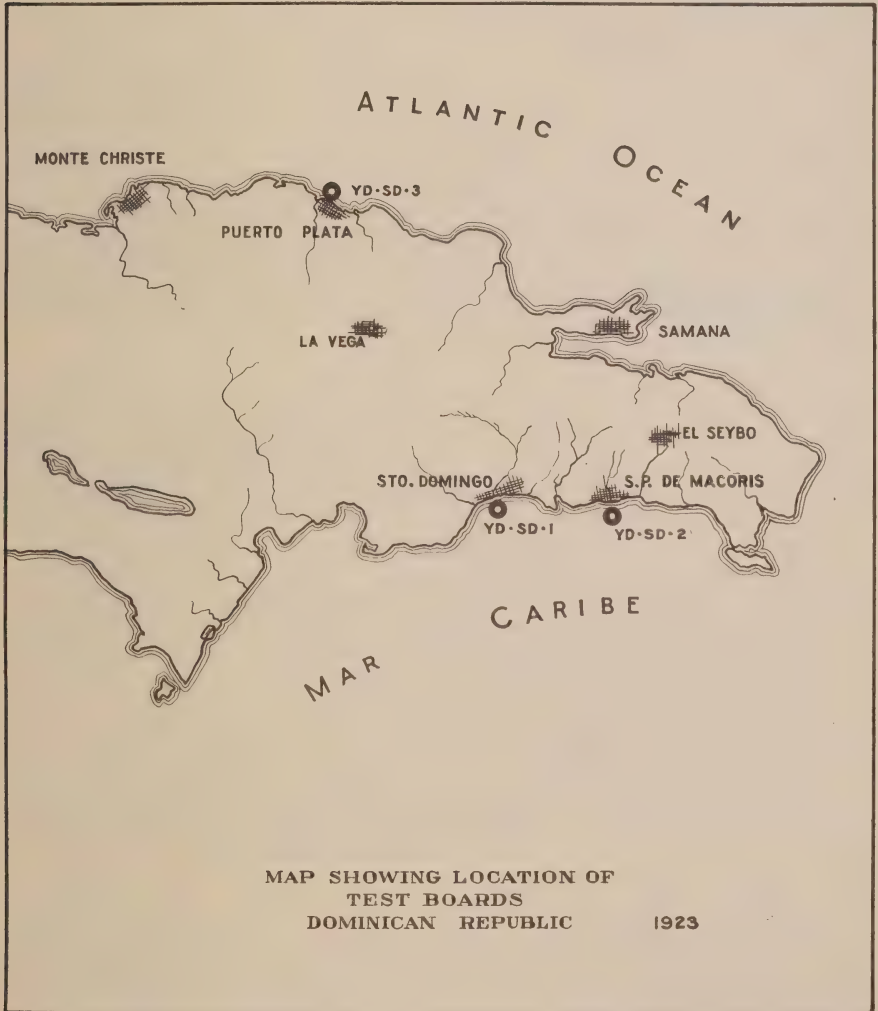 ATLANTIC OCEAN
MONTE CHRISTE
YD·SD·3
PUERTO PLATA
LA VEGA
SAMANA
EL SEYBO
STO. DOMINGO
S.P. DE MACORIS
YD·SD·1
YD·SD·2
MAR CARIBE
MAP SHOWING LOCATION OF
TEST BOARDS
DOMINICAN REPUBLIC 1923